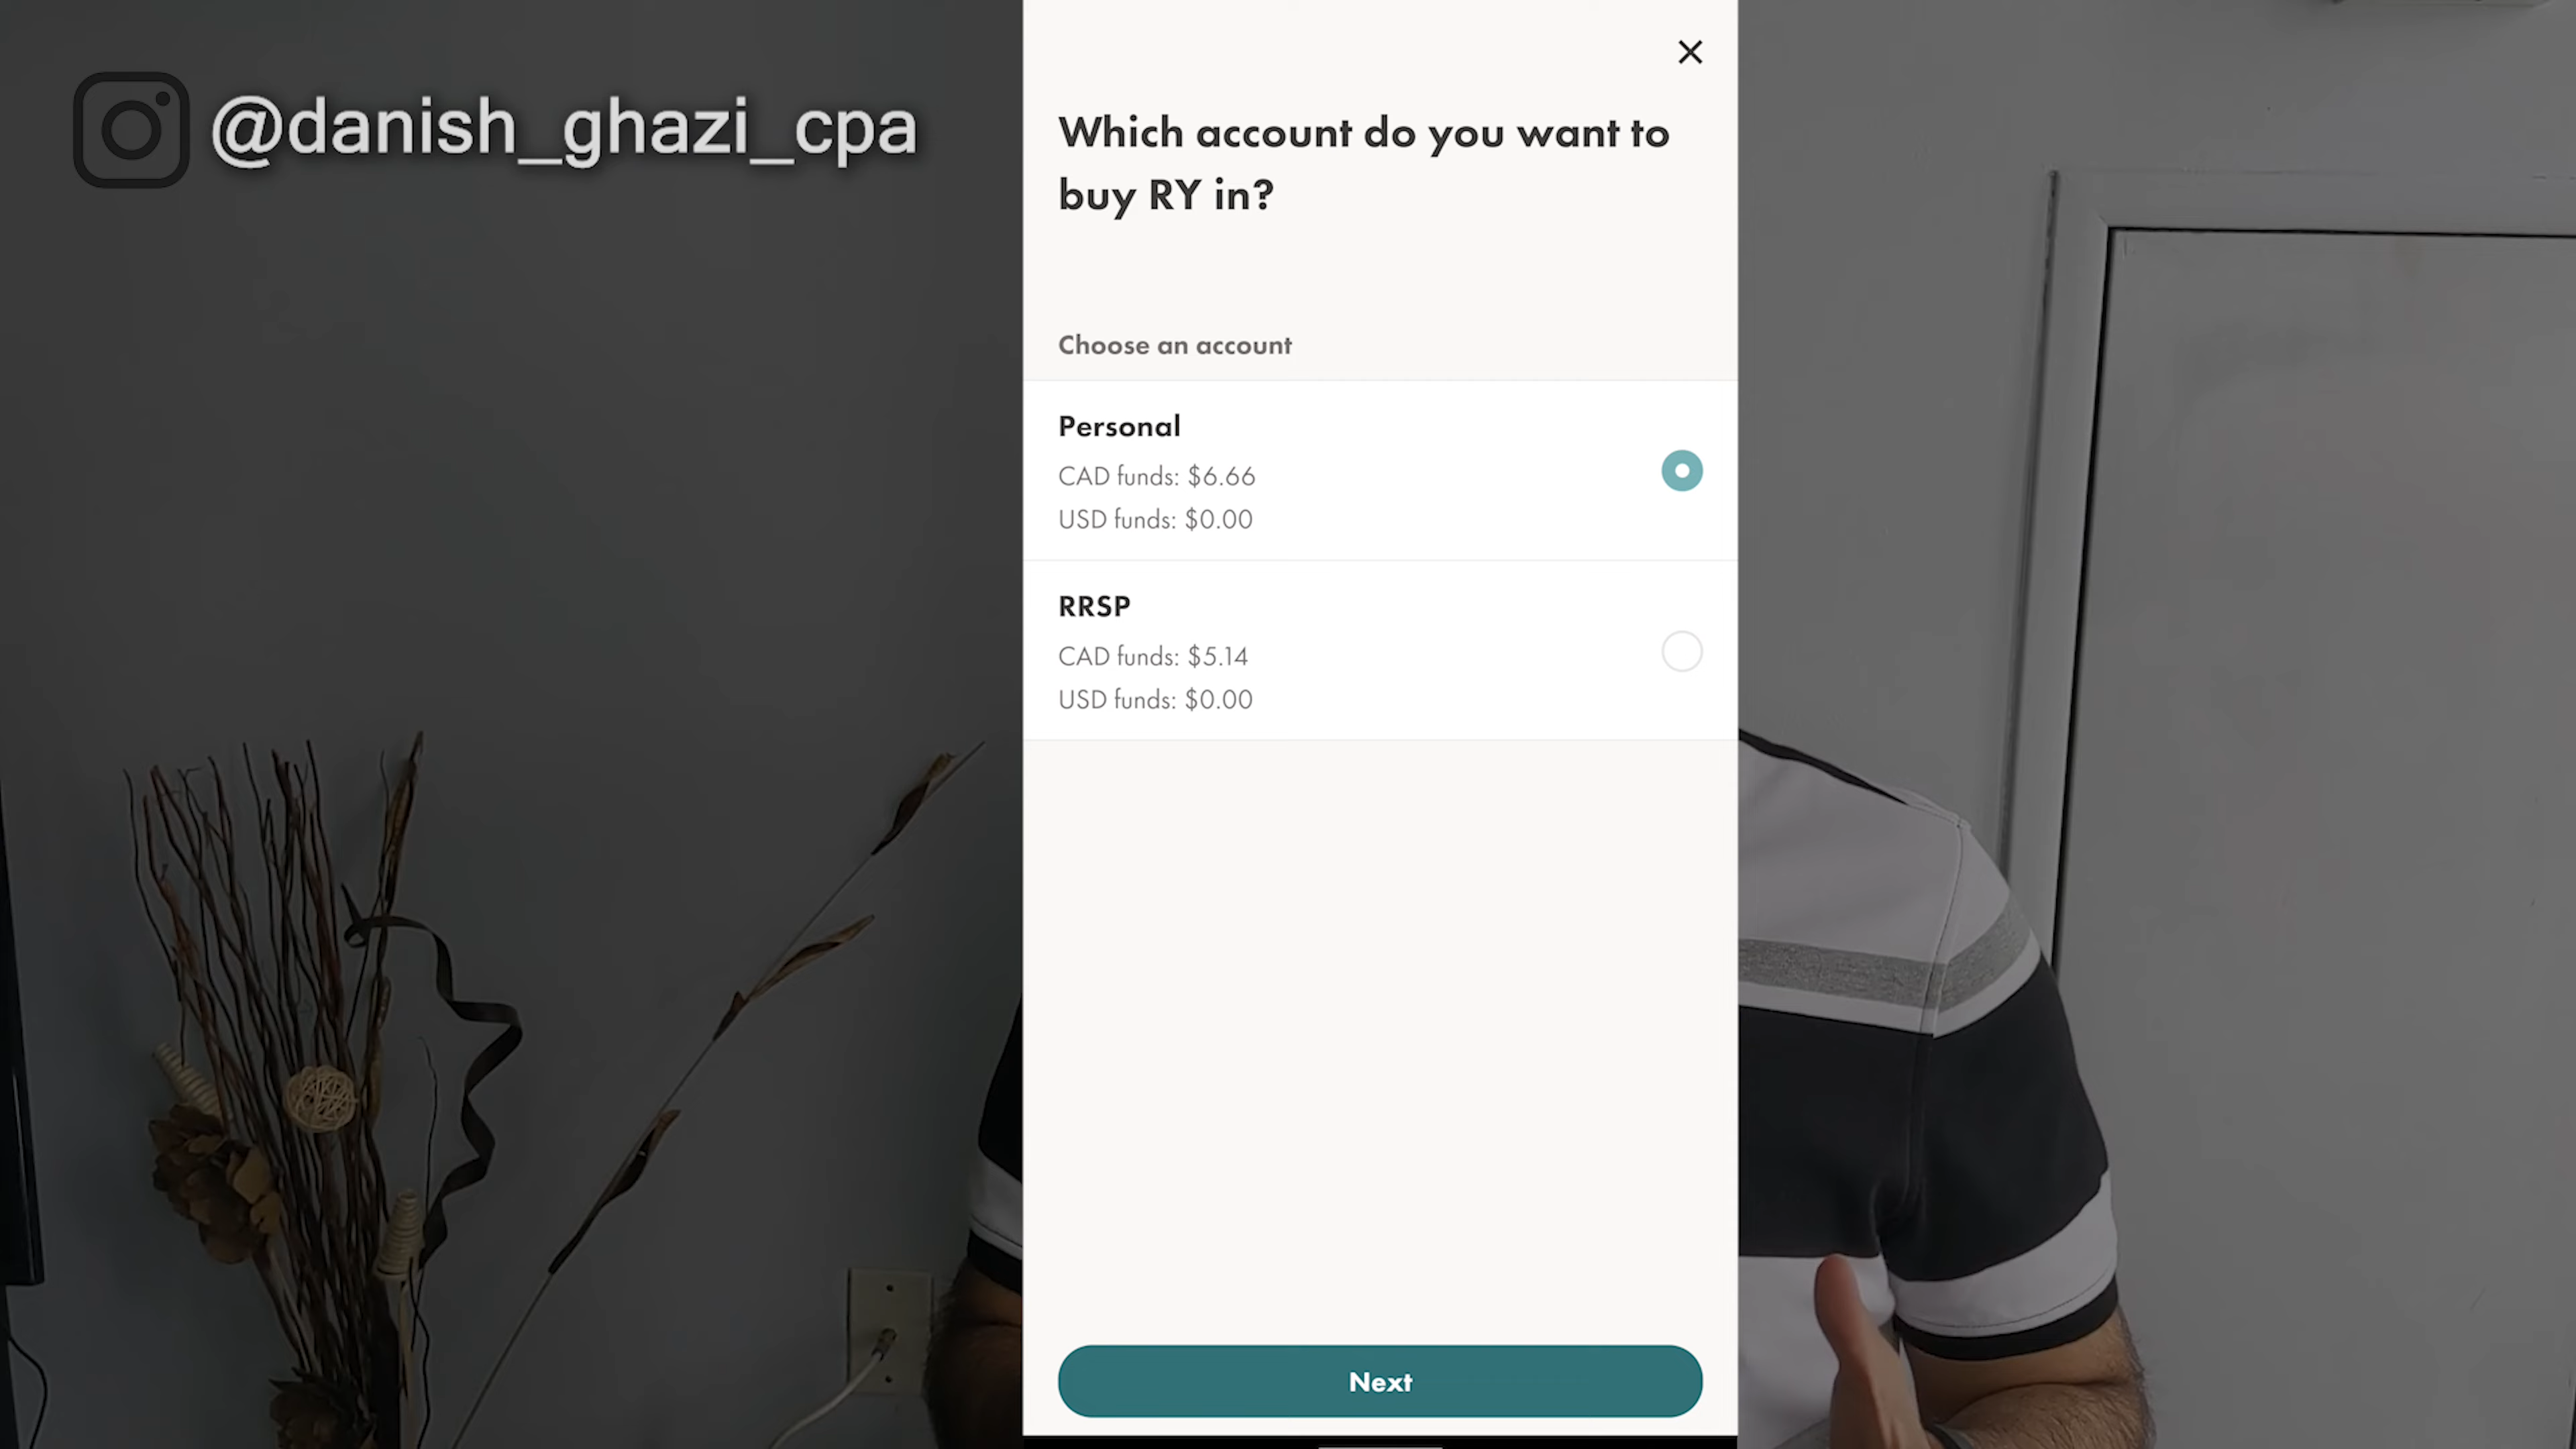 @danish_ghazi_cpa
Which account do you want to
buy RY in?
Choose an account
Personal
CAD funds: $6.66
USD funds: $0.00
RRSP
CAD funds: $5.14
USD funds: $0.00
Next